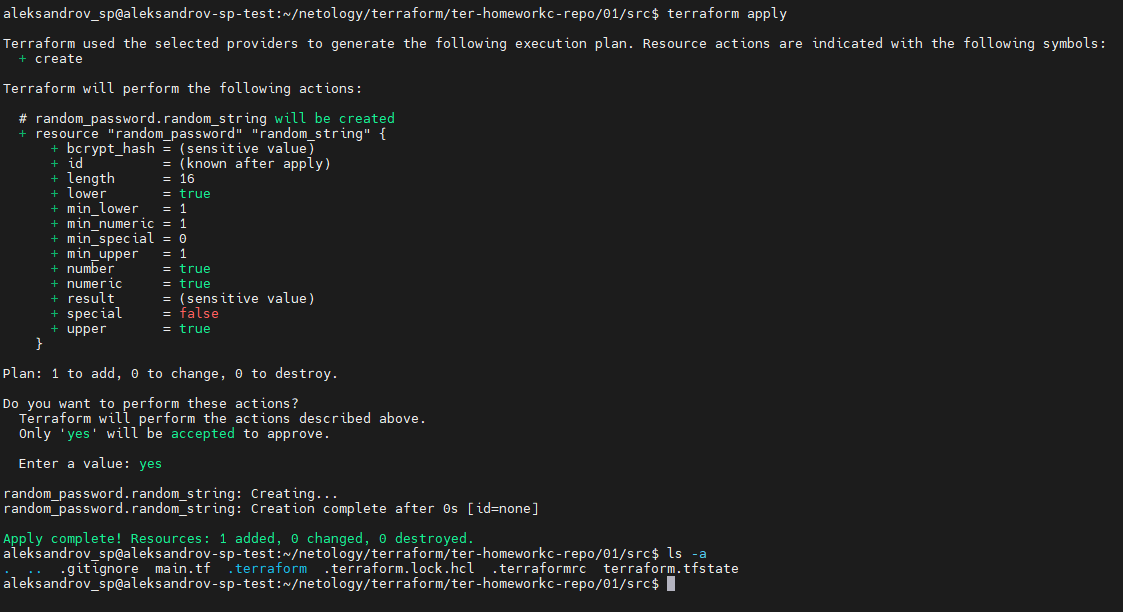 aleksandrov_sp@aleksandrov-sp-test:~/netology/terraform/ter-homeworkc-repo/01/src$ terraform apply
Terraform used the selected providers to generate the following execution plan. Resource actions are indicated with the following symbols:
  + create
Terraform will perform the following actions:
  # random_password.random_string will be created
  + resource "random_password" "random_string" {
      + bcrypt_hash = (sensitive value)
      + id          = (known after apply)
      + length      = 16
      + lower       = true
      + min_lower   = 1
      + min_numeric = 1
      + min_special = 0
      + min_upper   = 1
      + number      = true
      + numeric     = true
      + result      = (sensitive value)
      + special     = false
      + upper       = true
    }
Plan: 1 to add, 0 to change, 0 to destroy.
Do you want to perform these actions?
  Terraform will perform the actions described above.
  Only 'yes' will be accepted to approve.
  Enter a value: yes
random_password.random_string: Creating...
random_password.random_string: Creation complete after 0s [id=none]
Apply complete! Resources: 1 added, 0 changed, 0 destroyed.
aleksandrov_sp@aleksandrov-sp-test:~/netology/terraform/ter-homeworkc-repo/01/src$ ls -a
.  ..  .gitignore  main.tf  .terraform  .terraform.lock.hcl  .terraformrc  terraform.tfstate
aleksandrov_sp@aleksandrov-sp-test:~/netology/terraform/ter-homeworkc-repo/01/src$